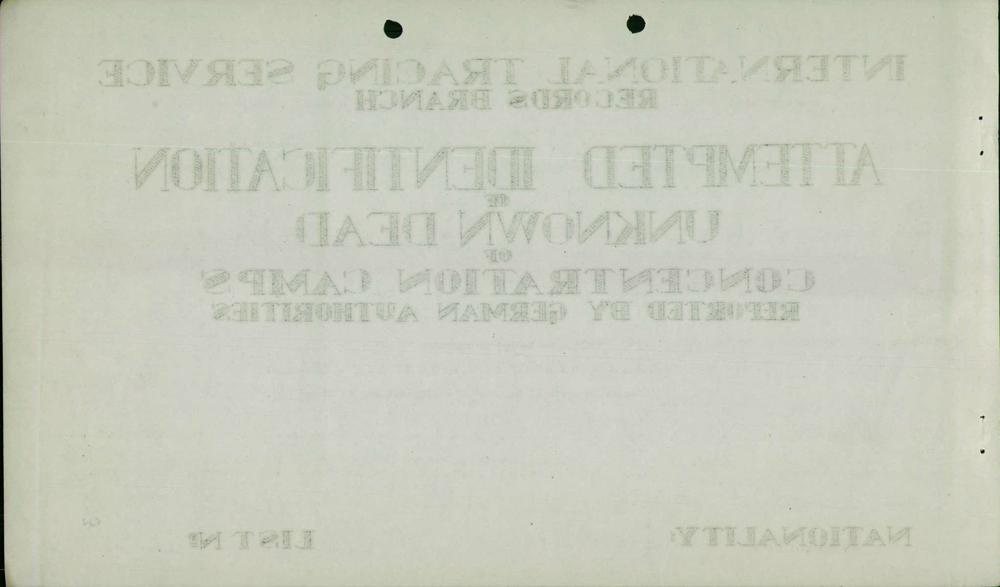 INTERNATIONAL TRACING SERVICE
RECORDS BRANCH
ATTEMPTED IDENTIFICATION
OF
UNKNOWN DEAD
OF
CONCENTRATION CAMPS
REPORTED BY GERMAN AUTHORITIES
NATIONALITY:
LIST Nº